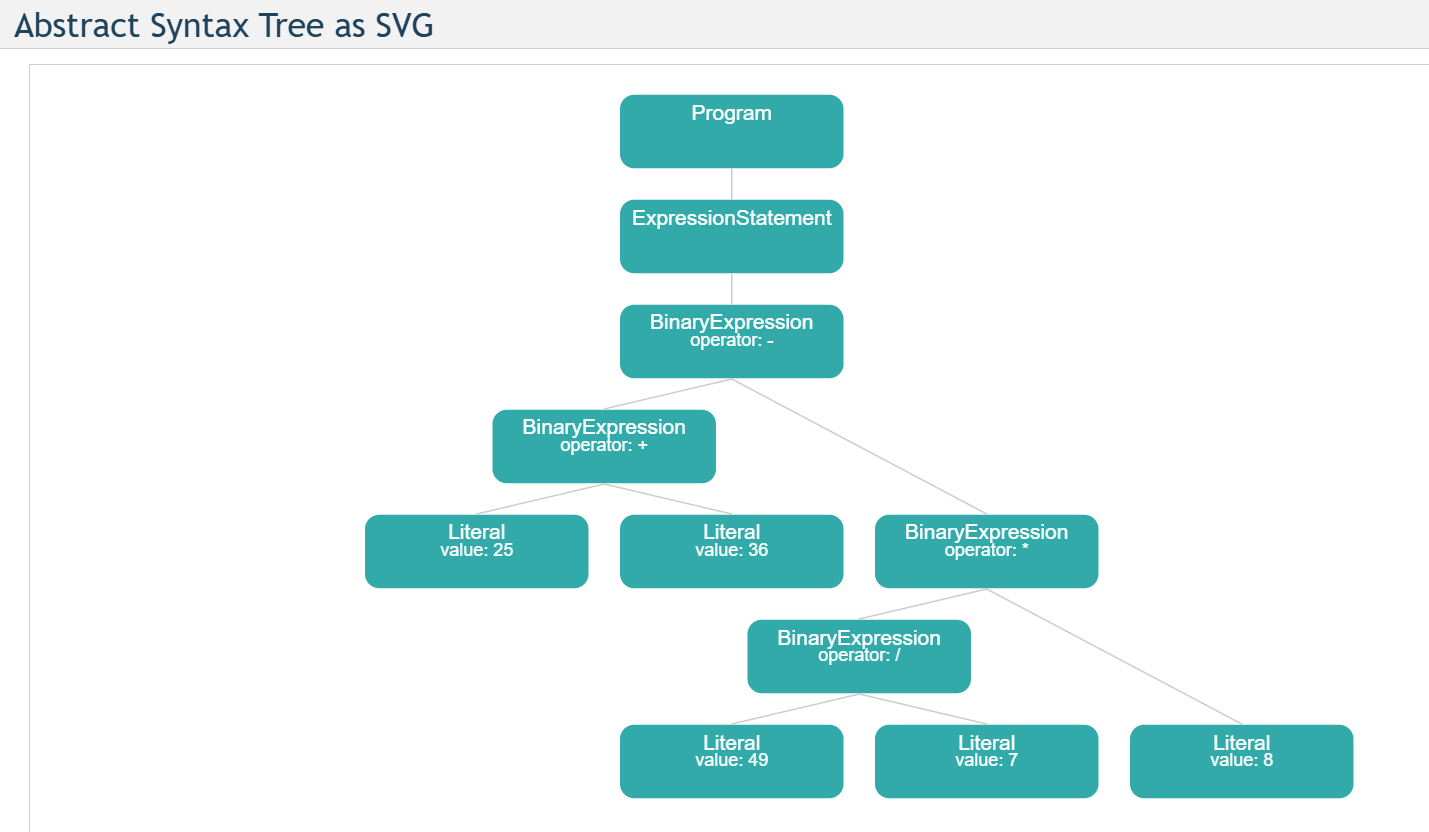 Abstract Syntax Tree as SVG
Program
ExpressionStatement
BinaryExpression
operator: -
BinaryExpression
operator: +
Literal
value: 25
Literal
value: 36
BinaryExpression
operator: *
BinaryExpression
operator: /
Literal
value: 49
Literal
value: 7
Literal
value: 8